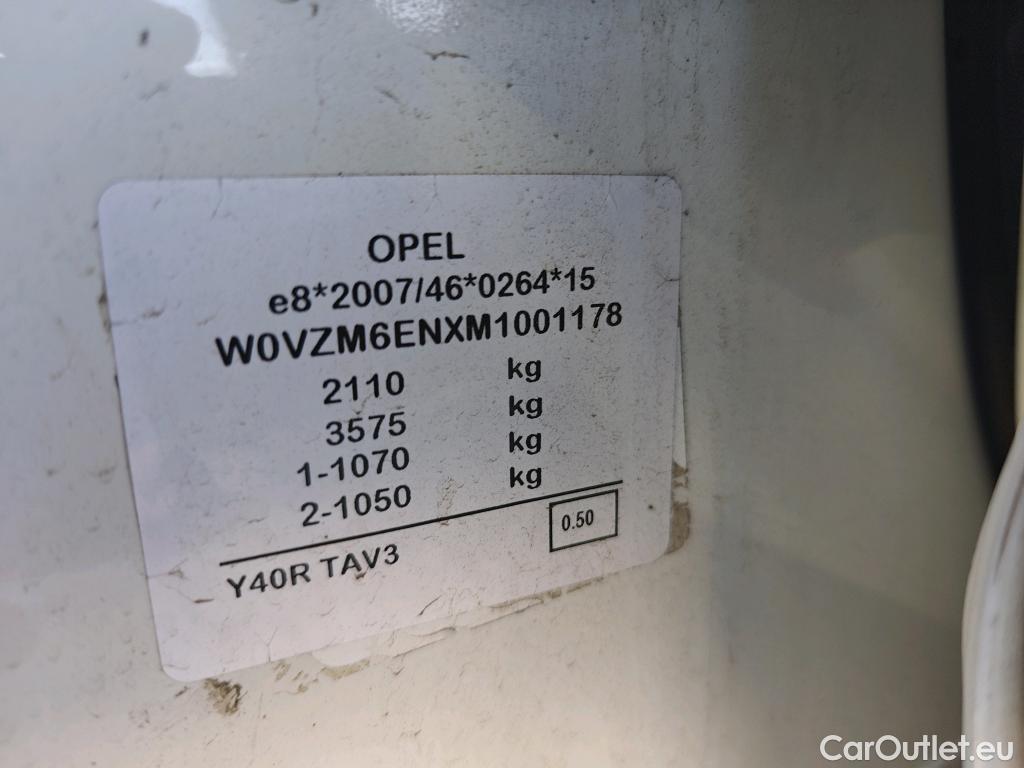 OPEL
e8*2007/46*0264*15
W0VZM6ENXM1001178
2110 kg
3575 kg
1-1070 kg
2-1050 kg
Y40R TAV3 0.50
CarOutlet.eu